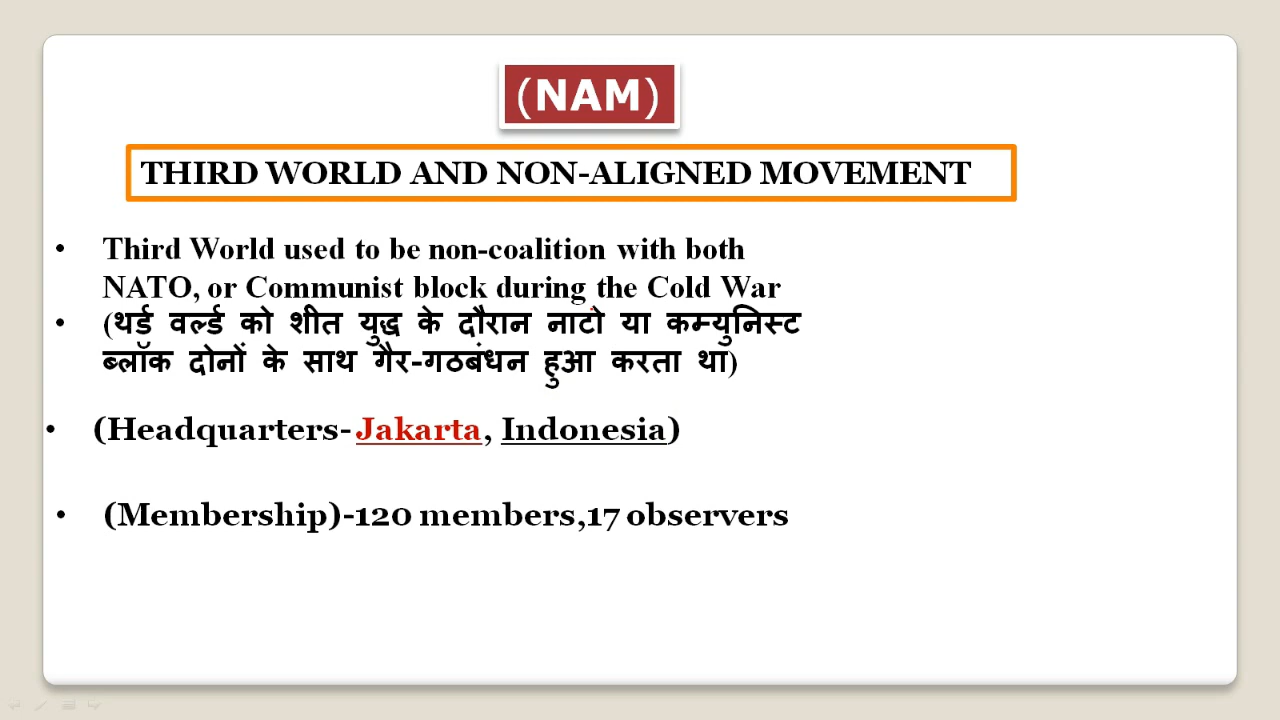 (NAM)
THIRD WORLD AND NON-ALIGNED MOVEMENT
• Third World used to be non-coalition with both
NATO, or Communist block during the Cold War
• (थर्ड वर्ल्ड को शीत युद्ध के दौरान नाटो या कम्युनिस्ट
ब्लॉक दोनों के साथ गैर-गठबंधन हुआ करता था)
• (Headquarters- Jakarta, Indonesia)
• (Membership)-120 members,17 observers